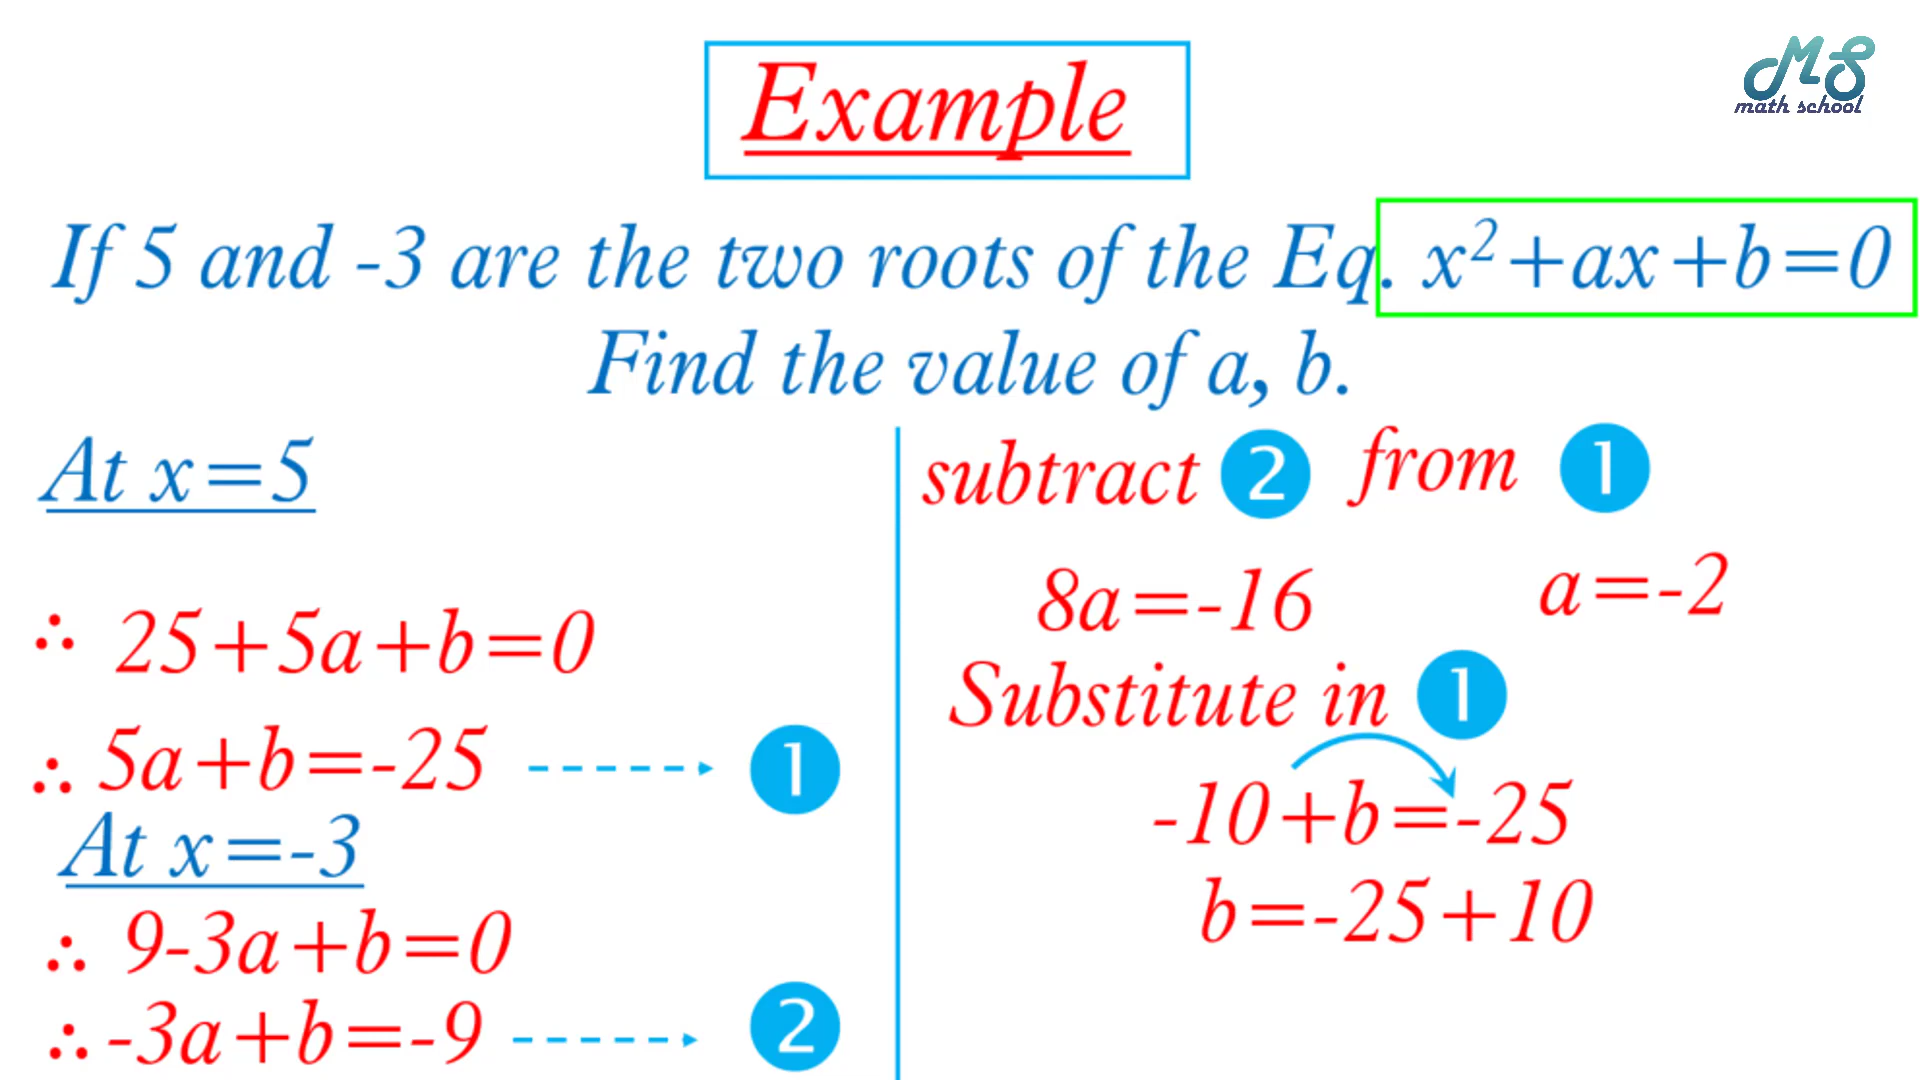 MS
math school
Example
If 5 and -3 are the two roots of the Eq. x²+ax+b=0
Find the value of a, b.
At x=5
∴ 25+5a+b=0
∴ 5a+b=-25 1
At x=-3
∴ 9-3a+b=0
∴ -3a+b=-9 2
subtract 2 from 1
8a=-16 a=-2
Substitute in 1
-10+b=-25
b=-25+10